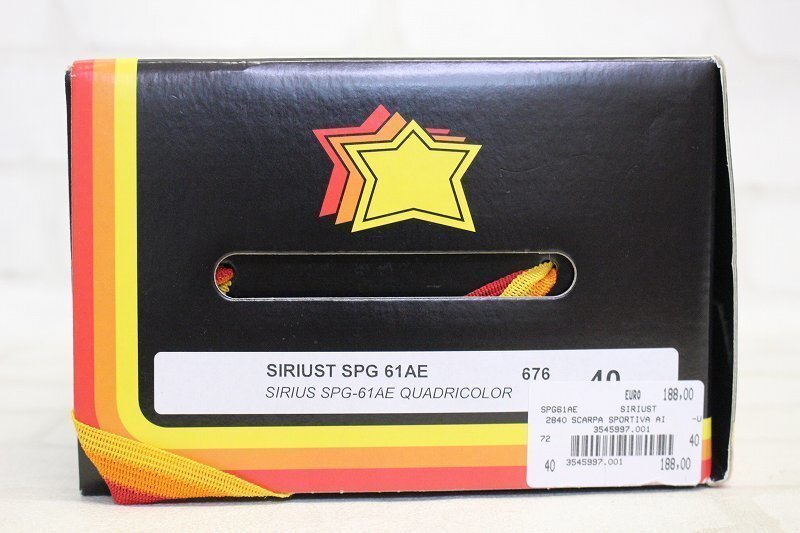 SIRIUST SPG 61AE 676 40
SIRIUS SPG-61AE QUADRICOLOR
EURO 188,00
SPG61AE SIRIUST
2840 SCARPA SPORTIVA AI -U
3545997.001
72 40
40 3545997.001 188,00